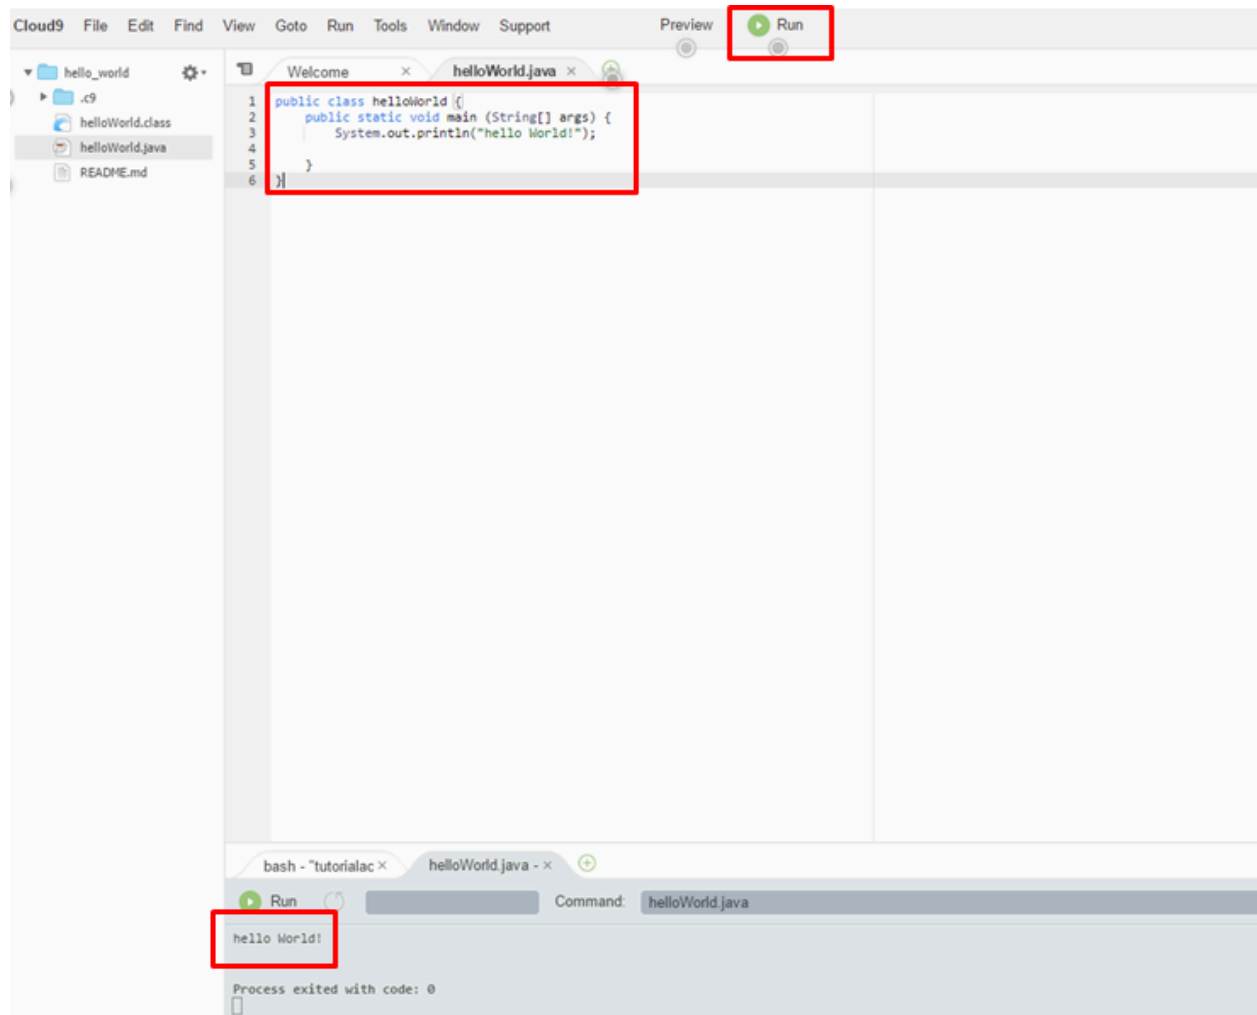 Cloud9 File Edit Find View Goto Run Tools Window Support Preview Run
hello_world
.c9
helloWorld.class
helloWorld.java
README.md
Welcome × helloWorld.java ×
1 public class helloWorld {
2 public static void main (String[] args) {
3 System.out.println("hello World!");
4
5 }
6 }
bash - "tutorialac × helloWorld.java - ×
Run Command: helloWorld.java
hello World!
Process exited with code: 0